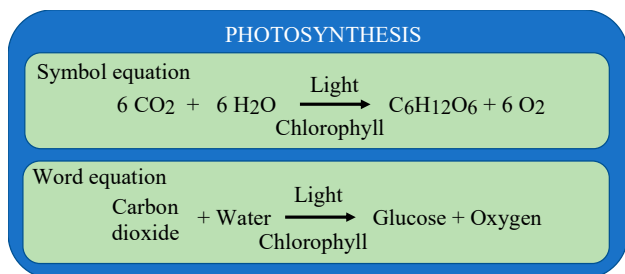 PHOTOSYNTHESIS
Symbol equation
Light
6 CO2 + 6 H2O C6H12O6 + 6 O2
Chlorophyll
Word equation
Light
Carbon dioxide + Water Glucose + Oxygen
Chlorophyll